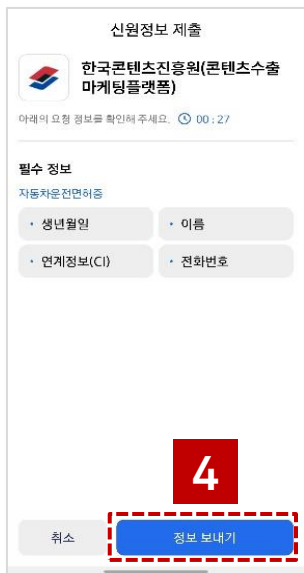 신원정보 제출
한국콘텐츠진흥원(콘텐츠수출
마케팅플랫폼)
아래의 요청 정보를 확인해 주세요. 00 : 27
필수 정보
자동차운전면허증
• 생년월일 • 이름
• 연계정보(CI) • 전화번호
4
취소 정보 보내기